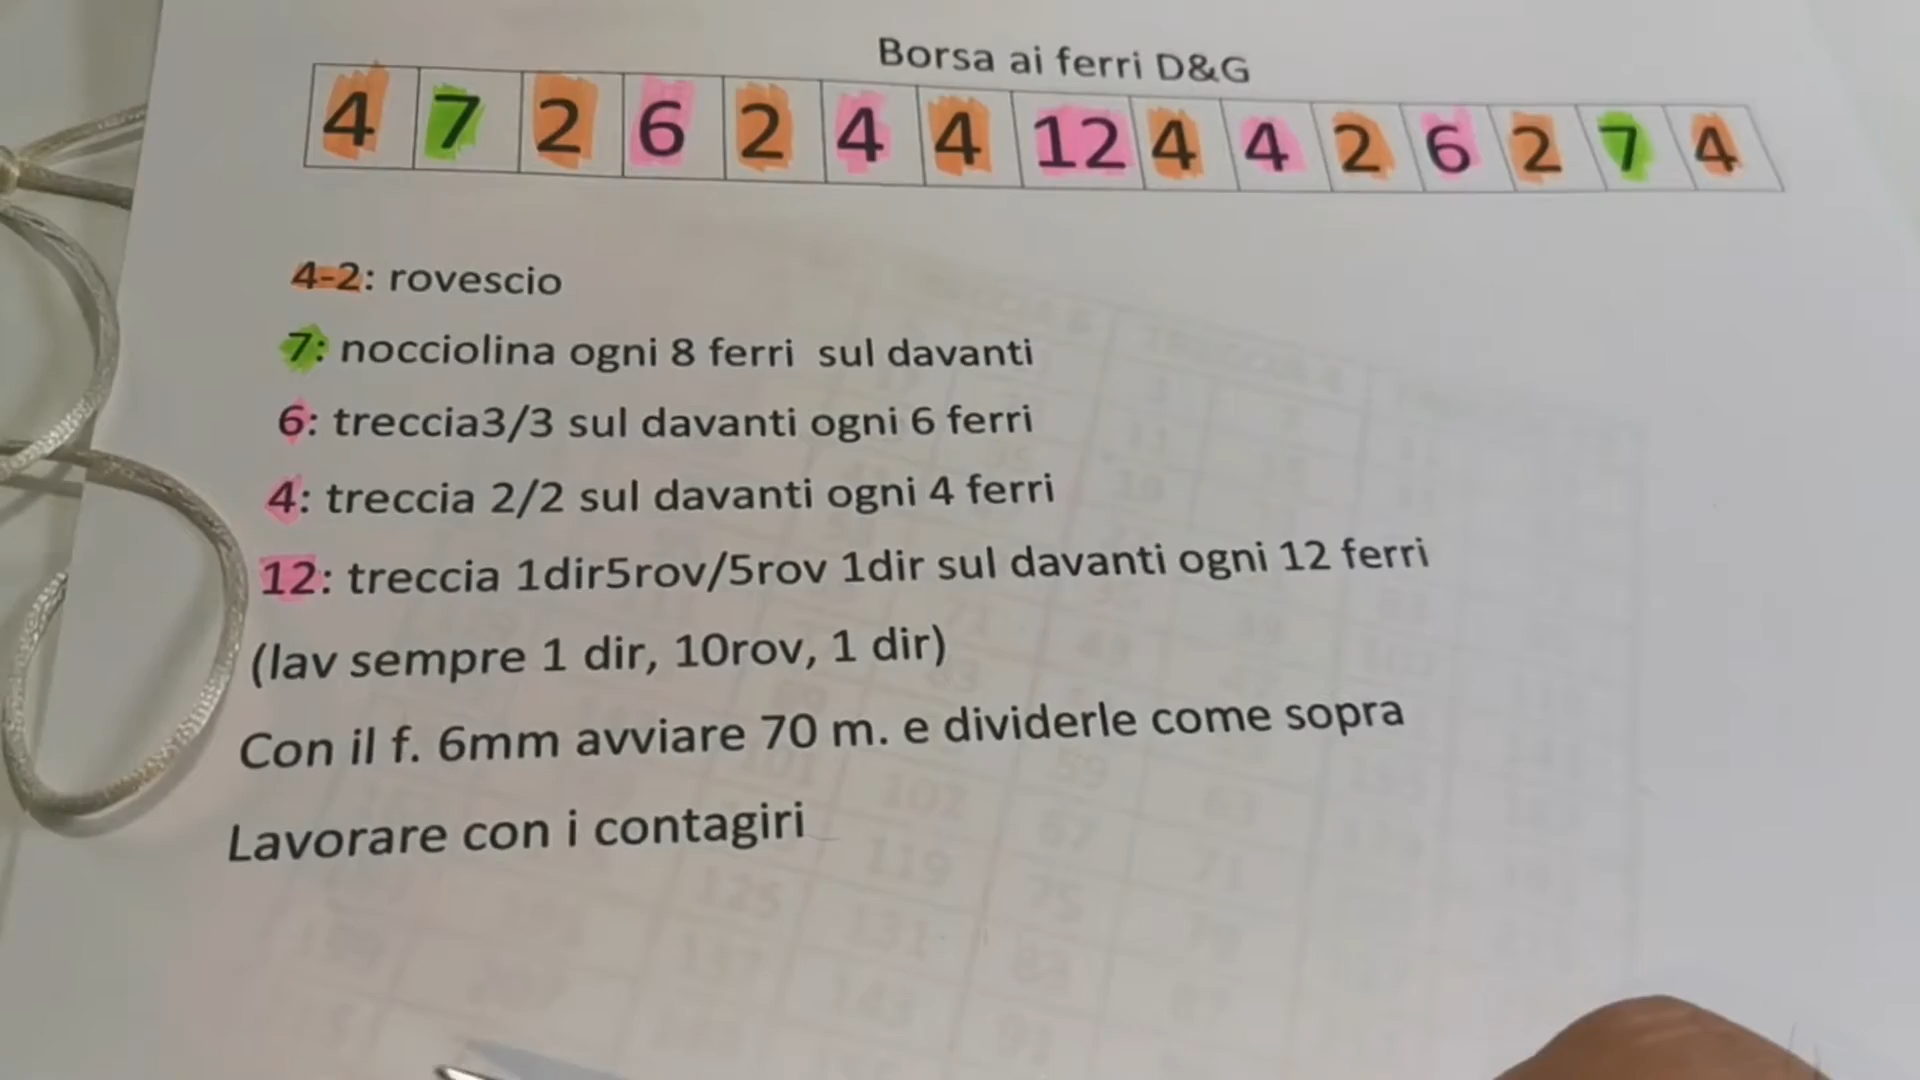 Borsa ai ferri D&G
4 7 2 6 2 4 4 12 4 4 2 6 2 7 4
4-2: rovescio
7: nocciolina ogni 8 ferri sul davanti
6: treccia3/3 sul davanti ogni 6 ferri
4: treccia 2/2 sul davanti ogni 4 ferri
12: treccia 1dir5rov/5rov 1dir sul davanti ogni 12 ferri
(lav sempre 1 dir, 10rov, 1 dir)
Con il f. 6mm avviare 70 m. e dividerle come sopra
Lavorare con i contagiri